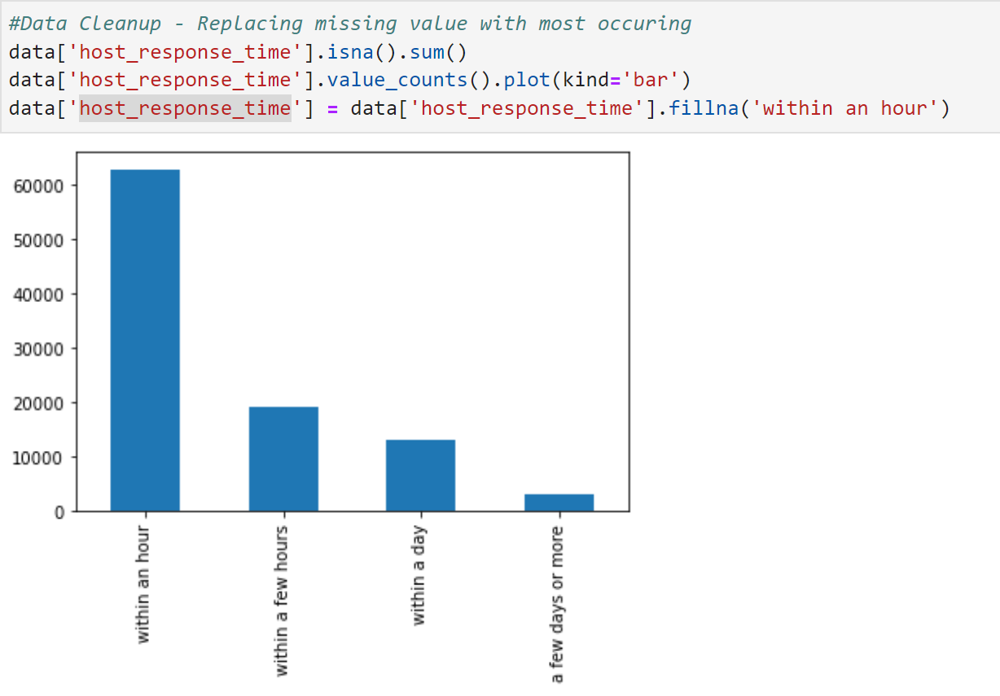 #Data Cleanup - Replacing missing value with most occuring
data['host_response_time'].isna().sum()
data['host_response_time'].value_counts().plot(kind='bar')
data['host_response_time'] = data['host_response_time'].fillna('within an hour')
60000
50000
40000
30000
20000
10000
0
within an hour
within a few hours
within a day
a few days or more